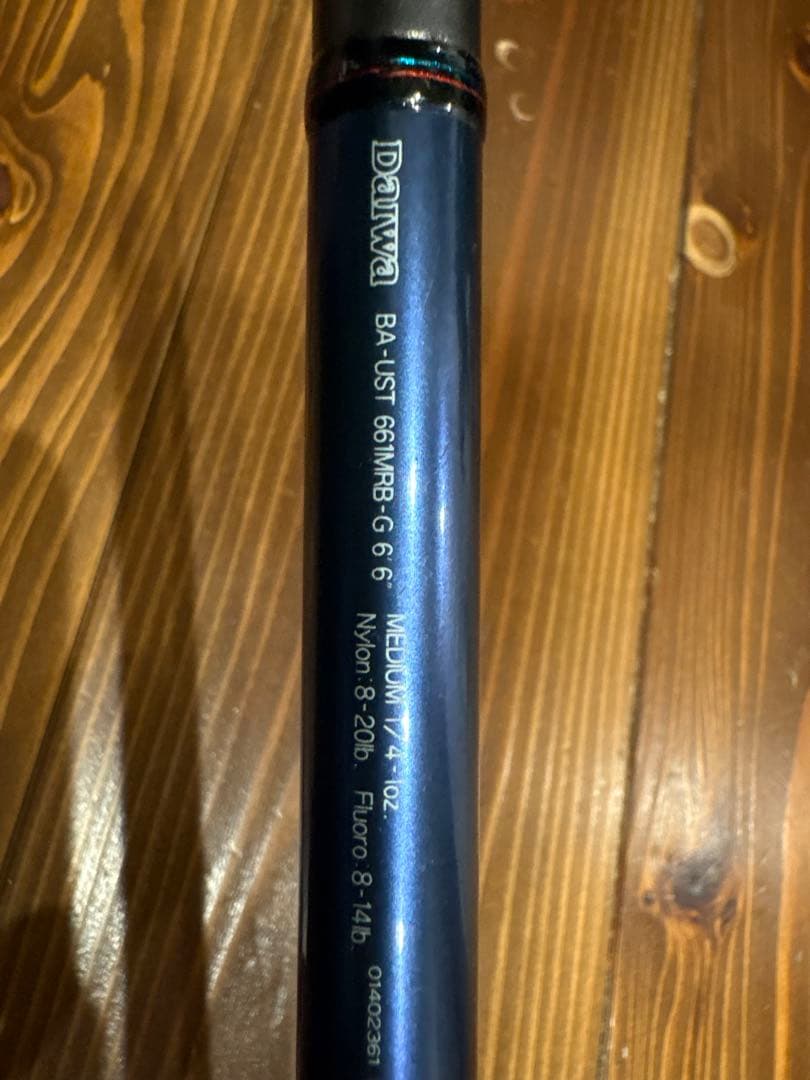 Daiwa BA-UST 661MRB-G 6'6" MEDIUM 1/4-1oz.
Nylon:8-20lb. Fluoro:8-14lb. 01402361